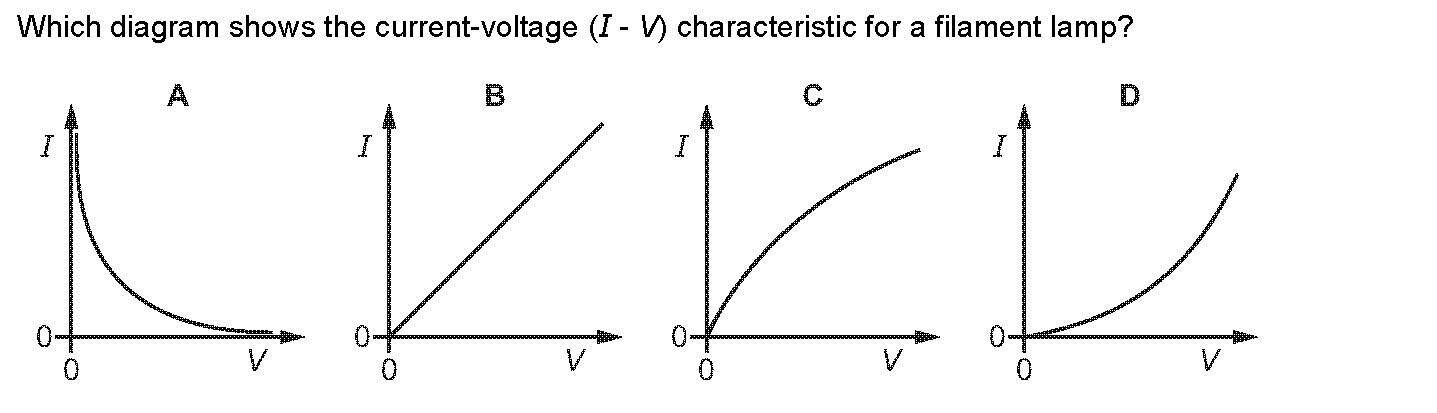 Which diagram shows the current-voltage (I - V) characteristic for a filament lamp?
A B C D
I I I I
0 0 0 0
V V V V
0 0 0 0